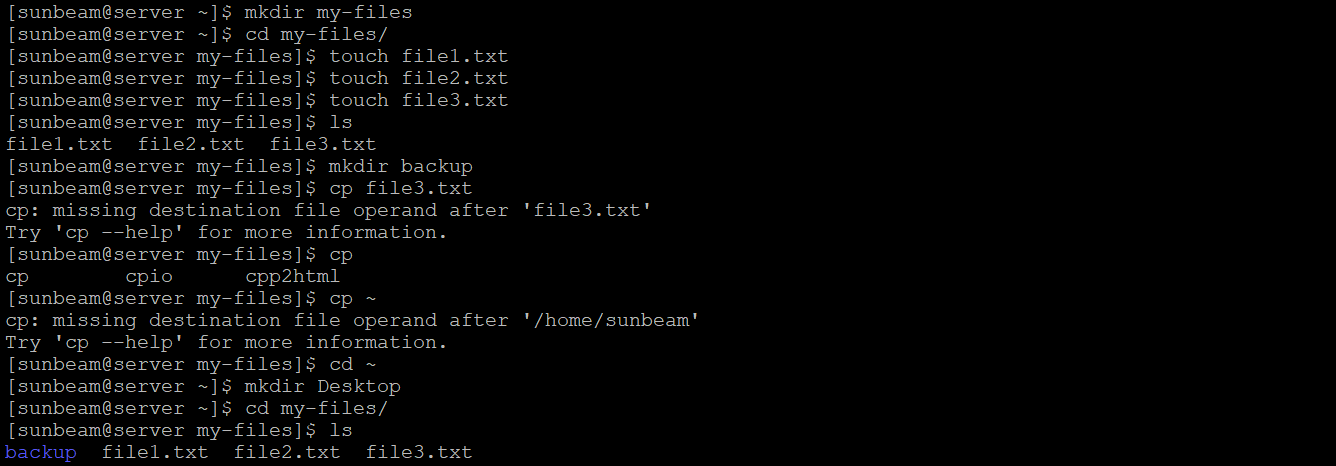 [sunbeam@server ~]$ mkdir my-files
[sunbeam@server ~]$ cd my-files/
[sunbeam@server my-files]$ touch file1.txt
[sunbeam@server my-files]$ touch file2.txt
[sunbeam@server my-files]$ touch file3.txt
[sunbeam@server my-files]$ ls
file1.txt  file2.txt  file3.txt
[sunbeam@server my-files]$ mkdir backup
[sunbeam@server my-files]$ cp file3.txt
cp: missing destination file operand after 'file3.txt'
Try 'cp --help' for more information.
[sunbeam@server my-files]$ cp
cp        cpio      cpp2html
[sunbeam@server my-files]$ cp ~
cp: missing destination file operand after '/home/sunbeam'
Try 'cp --help' for more information.
[sunbeam@server my-files]$ cd ~
[sunbeam@server ~]$ mkdir Desktop
[sunbeam@server ~]$ cd my-files/
[sunbeam@server my-files]$ ls
backup  file1.txt  file2.txt  file3.txt